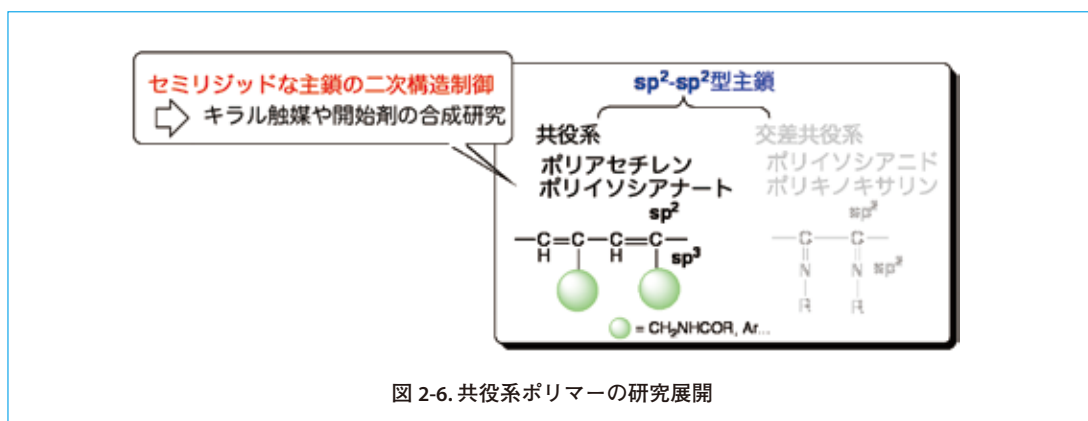 セミリジッドな主鎖の二次構造制御
⇨ キラル触媒や開始剤の合成研究
sp²-sp²型主鎖
共役系
ポリアセチレン
ポリイソシアナート
交差共役系
ポリイソシアニド
ポリキノキサリン
sp²
—C=C—C=C—
H H
sp³
sp²
—C—C—
N N sp²
R R
= CH₂NHCOR, Ar...
図 2-6. 共役系ポリマーの研究展開